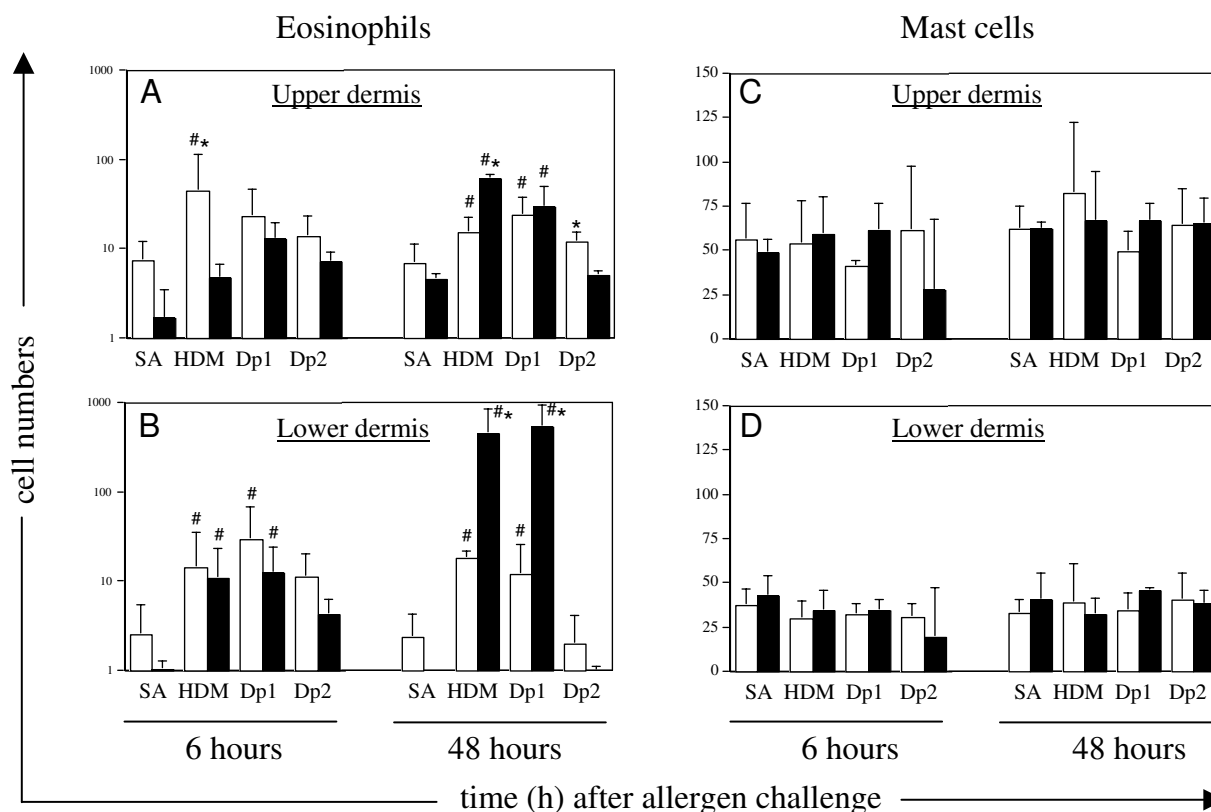 Eosinophils
Mast cells
A
Upper dermis
1000
100
10
1
#*
#
#*
#
#
*
SA HDM Dp1 Dp2 SA HDM Dp1 Dp2
C
Upper dermis
150
125
100
75
50
25
0
SA HDM Dp1 Dp2 SA HDM Dp1 Dp2
B
Lower dermis
1000
100
10
1
#
#
#
#
#
#*
#
#*
SA HDM Dp1 Dp2 SA HDM Dp1 Dp2
D
Lower dermis
150
125
100
75
50
25
0
SA HDM Dp1 Dp2 SA HDM Dp1 Dp2
cell numbers
6 hours 48 hours
6 hours 48 hours
time (h) after allergen challenge